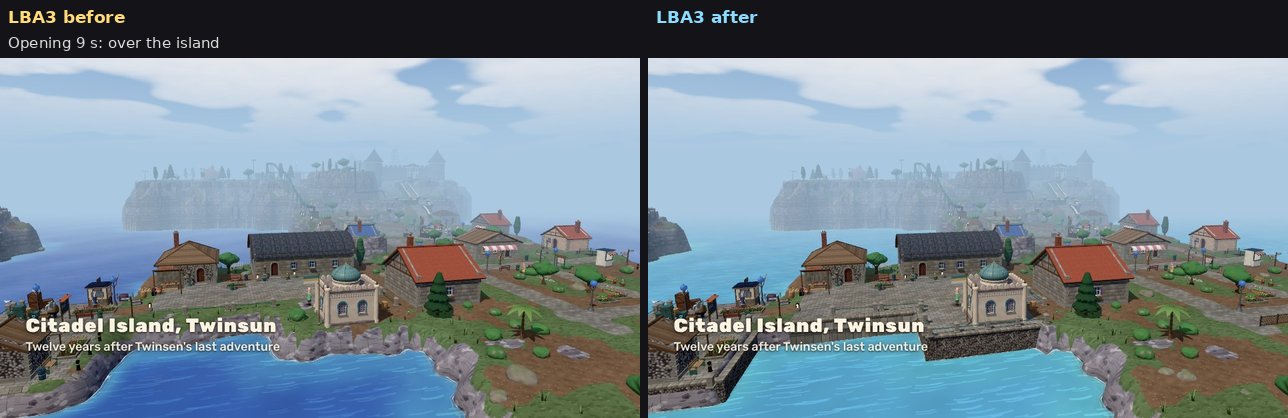 LBA3 before
Opening 9 s: over the island
LBA3 after
Citadel Island, Twinsun
Twelve years after Twinsen's last adventure
Citadel Island, Twinsun
Twelve years after Twinsen's last adventure